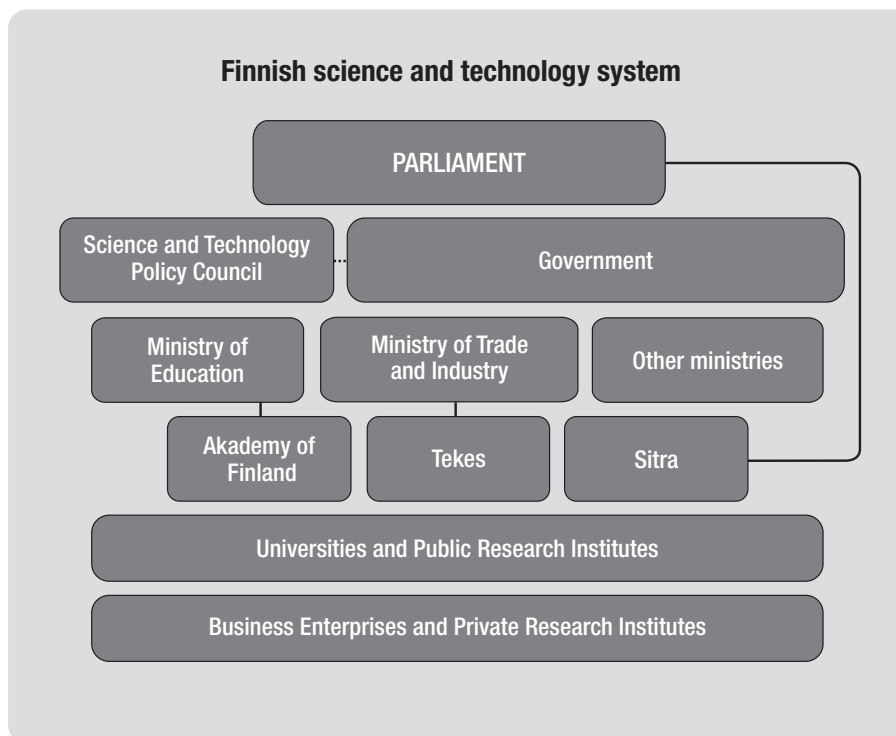 Finnish science and technology system
PARLIAMENT
Science and Technology
Policy Council
Government
Ministry of
Education
Ministry of Trade
and Industry
Other ministries
Akademy of
Finland
Tekes
Sitra
Universities and Public Research Institutes
Business Enterprises and Private Research Institutes